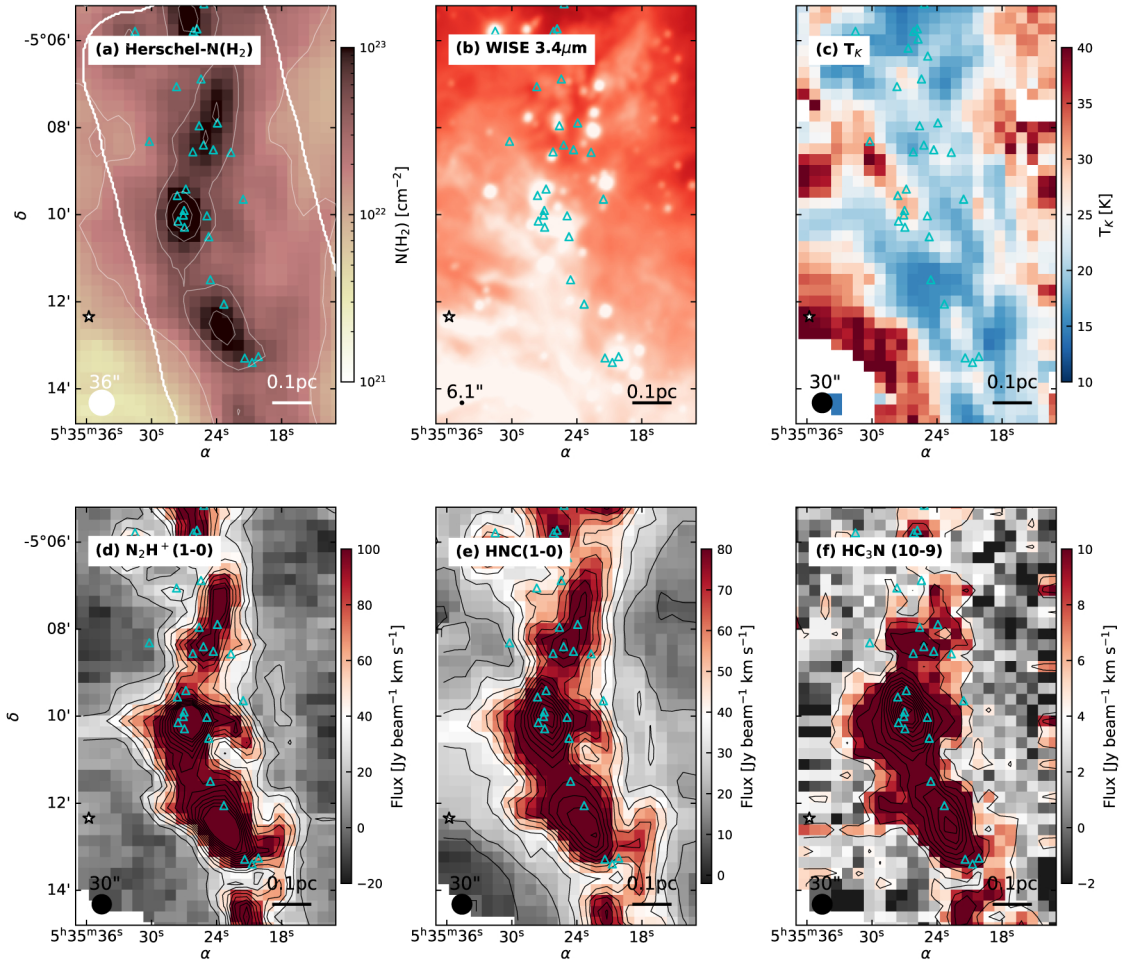 (a) Herschel-N(H₂)
-5°06'
08'
10'
12'
14'
δ
36"
0.1pc
10²³
10²²
10²¹
N(H₂) [cm⁻²]
5ʰ35ᵐ36ˢ
30ˢ
24ˢ
18ˢ
α
(b) WISE 3.4μm
6.1"
0.1pc
5ʰ35ᵐ36ˢ
30ˢ
24ˢ
18ˢ
α
(c) T_K
30"
0.1pc
40
35
30
25
20
15
10
T_K [K]
5ʰ35ᵐ36ˢ
30ˢ
24ˢ
18ˢ
α
(d) N₂H⁺(1-0)
-5°06'
08'
10'
12'
14'
δ
30"
0.1pc
100
80
60
40
20
0
−20
Flux [Jy beam⁻¹ km s⁻¹]
5ʰ35ᵐ36ˢ
30ˢ
24ˢ
18ˢ
α
(e) HNC(1-0)
30"
0.1pc
80
70
60
50
40
30
20
10
0
Flux [Jy beam⁻¹ km s⁻¹]
5ʰ35ᵐ36ˢ
30ˢ
24ˢ
18ˢ
α
(f) HC₃N (10-9)
30"
0.1pc
10
8
6
4
2
0
−2
Flux [Jy beam⁻¹ km s⁻¹]
5ʰ35ᵐ36ˢ
30ˢ
24ˢ
18ˢ
α